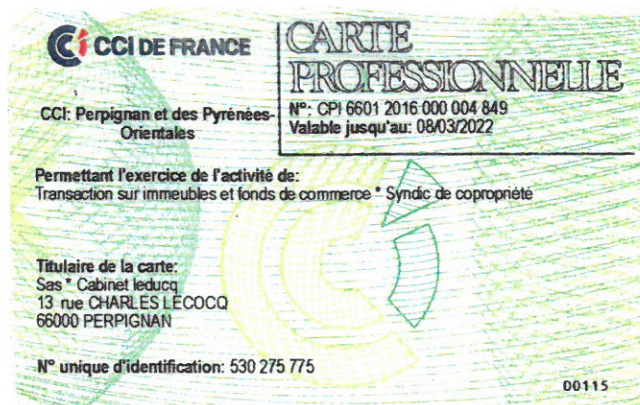 CCI DE FRANCE
CARTE
PROFESSIONNELLE
N°: CPI 6601 2016 000 004 849
Valable jusqu'au: 08/03/2022
CCI: Perpignan et des Pyrénées-
Orientales
Permettant l'exercice de l'activité de:
Transaction sur immeubles et fonds de commerce * Syndic de copropriété
Titulaire de la carte:
Sas * Cabinet leducq
13 rue CHARLES LECOCQ
66000 PERPIGNAN
N° unique d'identification: 530 275 775
00115